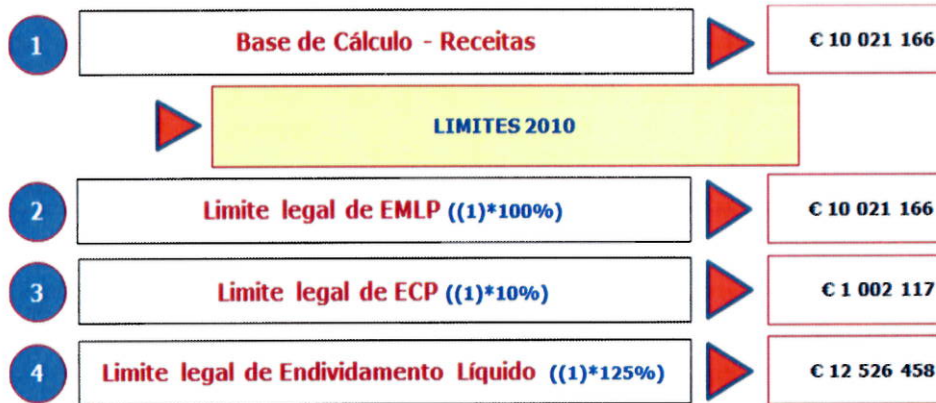 1 Base de Cálculo - Receitas € 10 021 166
LIMITES 2010
2 Limite legal de EMLP ((1)*100%) € 10 021 166
3 Limite legal de ECP ((1)*10%) € 1 002 117
4 Limite legal de Endividamento Líquido ((1)*125%) € 12 526 458